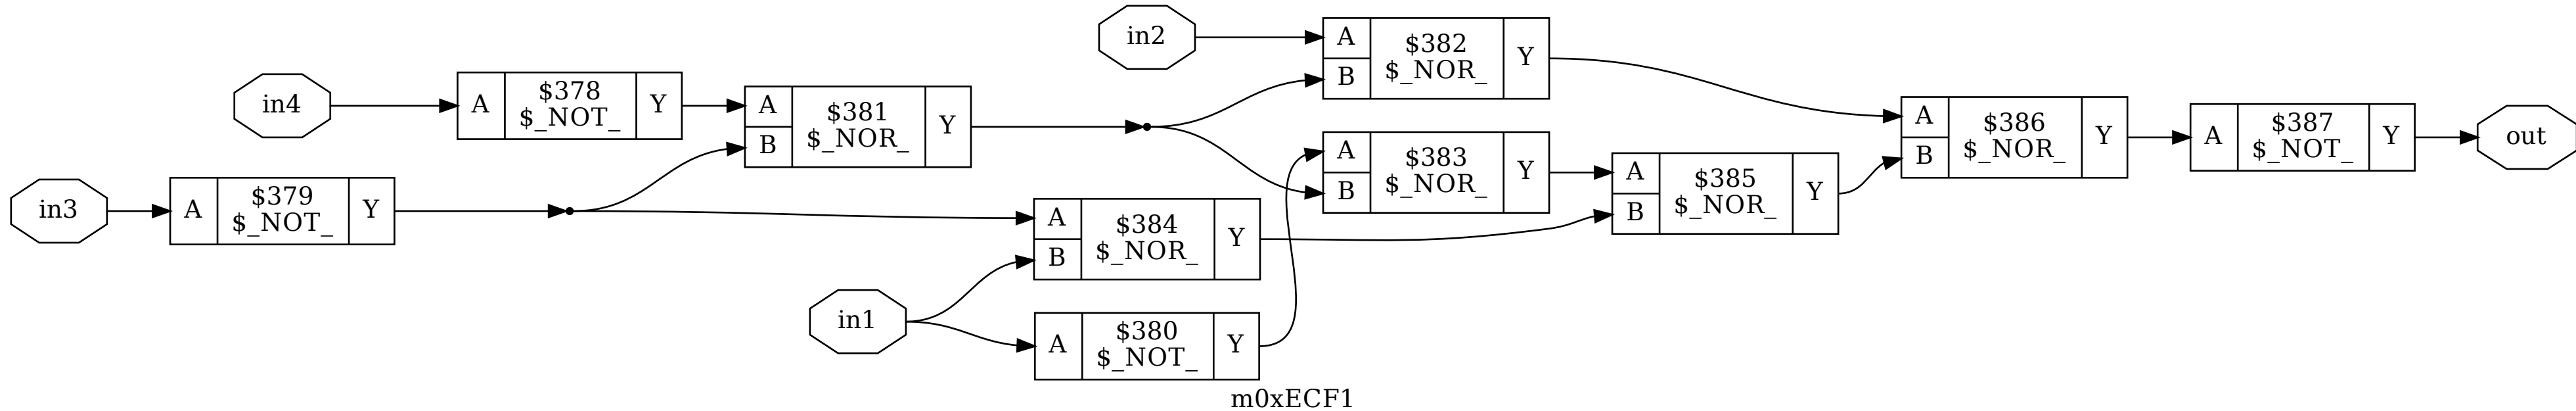 in2
A
B
$382
$_NOR_
Y
in4
A
$378
$_NOT_
Y
A
B
$381
$_NOR_
Y
in3
A
$379
$_NOT_
Y
A
B
$383
$_NOR_
Y
A
B
$384
$_NOR_
Y
in1
A
$380
$_NOT_
Y
A
B
$385
$_NOR_
Y
A
B
$386
$_NOR_
Y
A
$387
$_NOT_
Y
out
m0xECF1